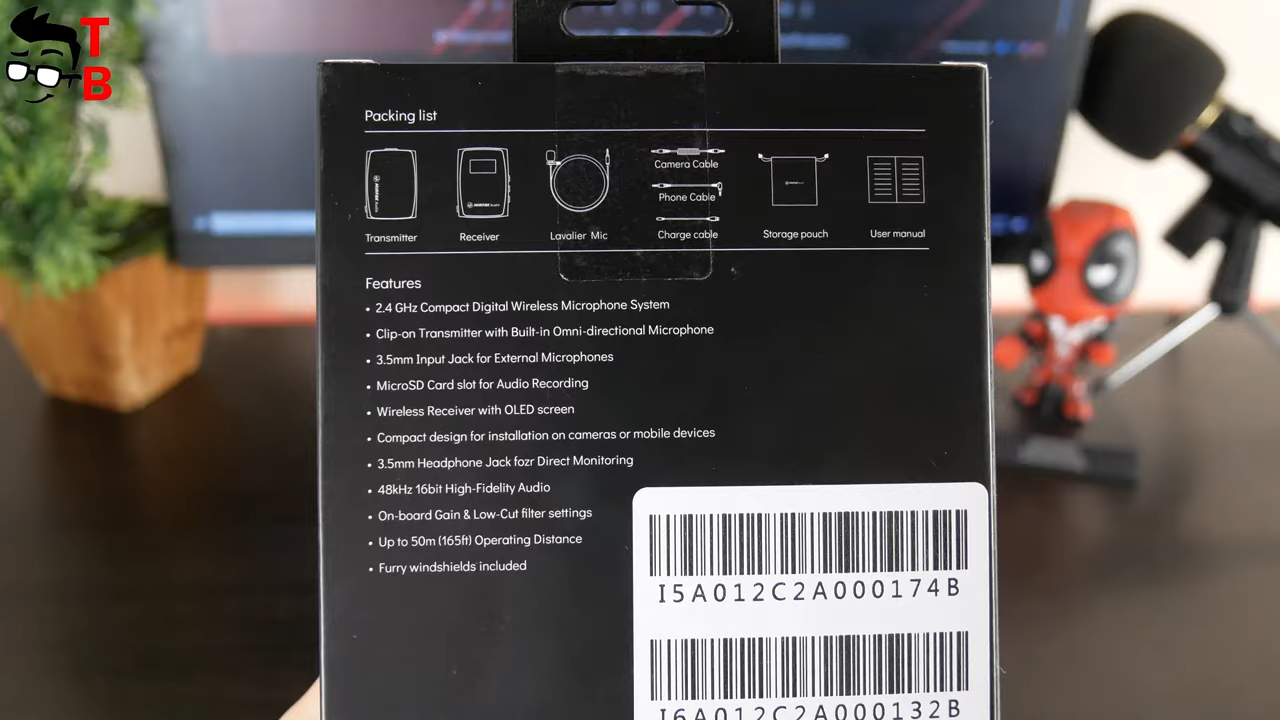 T
B
Packing list
Camera Cable
Phone Cable
Transmitter
Receiver
Lavalier Mic
Charge cable
Storage pouch
User manual
Features
• 2.4 GHz Compact Digital Wireless Microphone System
• Clip-on Transmitter with Built-in Omni-directional Microphone
• 3.5mm Input Jack for External Microphones
• MicroSD Card slot for Audio Recording
• Wireless Receiver with OLED screen
• Compact design for installation on cameras or mobile devices
• 3.5mm Headphone Jack fozr Direct Monitoring
• 48kHz 16bit High-Fidelity Audio
• On-board Gain & Low-Cut filter settings
• Up to 50m (165ft) Operating Distance
• Furry windshields included
I5A012C2A000174B
I6A012C2A000132B